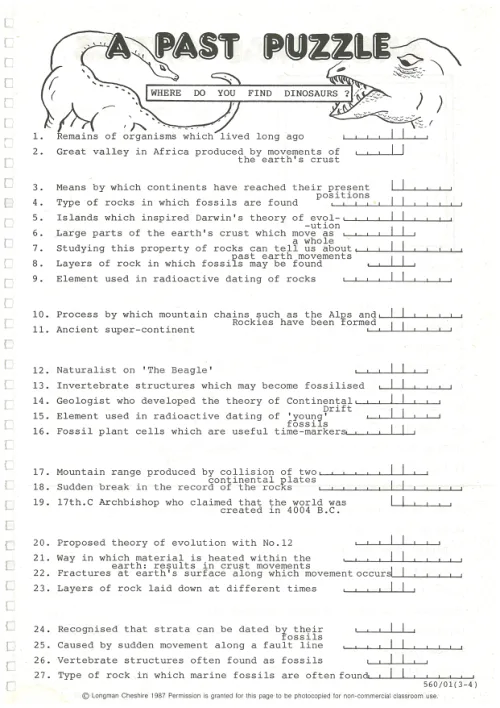 A PAST PUZZLE
WHERE DO YOU FIND DINOSAURS ?
1. Remains of organisms which lived long ago
2. Great valley in Africa produced by movements of
the earth's crust
3. Means by which continents have reached their present
positions
4. Type of rocks in which fossils are found
5. Islands which inspired Darwin's theory of evol-
-ution
6. Large parts of the earth's crust which move as
a whole
7. Studying this property of rocks can tell us about
past earth movements
8. Layers of rock in which fossils may be found
9. Element used in radioactive dating of rocks
10. Process by which mountain chains such as the Alps and
Rockies have been formed
11. Ancient super-continent
12. Naturalist on 'The Beagle'
13. Invertebrate structures which may become fossilised
14. Geologist who developed the theory of Continental
Drift
15. Element used in radioactive dating of 'young'
fossils
16. Fossil plant cells which are useful time-markers
17. Mountain range produced by collision of two
continental plates
18. Sudden break in the record of the rocks
19. 17th.C Archbishop who claimed that the world was
created in 4004 B.C.
20. Proposed theory of evolution with No.12
21. Way in which material is heated within the
earth: results in crust movements
22. Fractures at earth's surface along which movement occurs
23. Layers of rock laid down at different times
24. Recognised that strata can be dated by their
fossils
25. Caused by sudden movement along a fault line
26. Vertebrate structures often found as fossils
27. Type of rock in which marine fossils are often found
560/01(3-4)
© Longman Cheshire 1987 Permission is granted for this page to be photocopied for non-commercial classroom use.